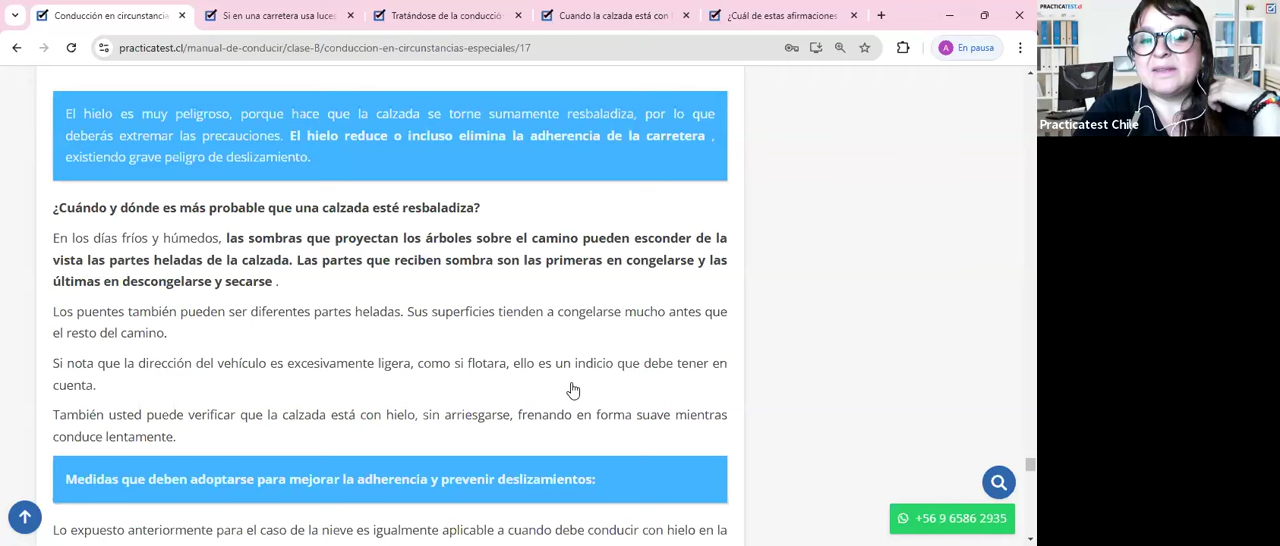 Conducción en circunstancia
Si en una carretera usa luces
Tratándose de la conducció
Cuando la calzada está con
¿Cuál de estas afirmaciones
practicatest.cl/manual-de-conducir/clase-B/conduccion-en-circunstancias-especiales/17
A En pausa
PRACTICATEST.cl
Practicatest Chile
El hielo es muy peligroso, porque hace que la calzada se torne sumamente resbaladiza, por lo que
deberás extremar las precauciones. El hielo reduce o incluso elimina la adherencia de la carretera ,
existiendo grave peligro de deslizamiento.
¿Cuándo y dónde es más probable que una calzada esté resbaladiza?
En los días fríos y húmedos, las sombras que proyectan los árboles sobre el camino pueden esconder de la
vista las partes heladas de la calzada. Las partes que reciben sombra son las primeras en congelarse y las
últimas en descongelarse y secarse .
Los puentes también pueden ser diferentes partes heladas. Sus superficies tienden a congelarse mucho antes que
el resto del camino.
Si nota que la dirección del vehículo es excesivamente ligera, como si flotara, ello es un indicio que debe tener en
cuenta.
También usted puede verificar que la calzada está con hielo, sin arriesgarse, frenando en forma suave mientras
conduce lentamente.
Medidas que deben adoptarse para mejorar la adherencia y prevenir deslizamientos:
+56 9 6586 2935
Lo expuesto anteriormente para el caso de la nieve es igualmente aplicable a cuando debe conducir con hielo en la